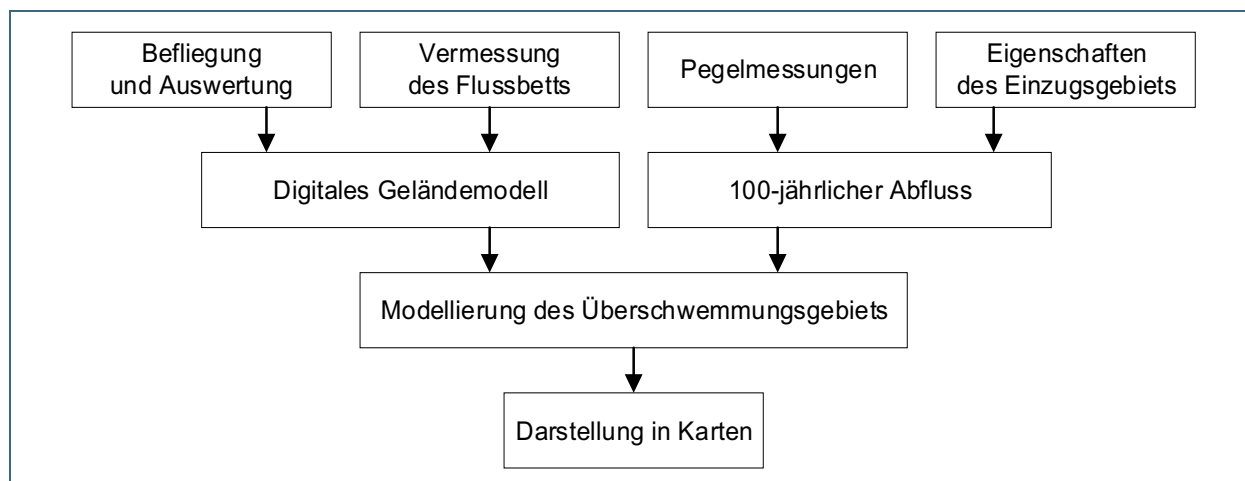 Befliegung
und Auswertung
Vermessung
des Flussbetts
Pegelmessungen
Eigenschaften
des Einzugsgebiets
Digitales Geländemodell
100-jährlicher Abfluss
Modellierung des Überschwemmungsgebiets
Darstellung in Karten